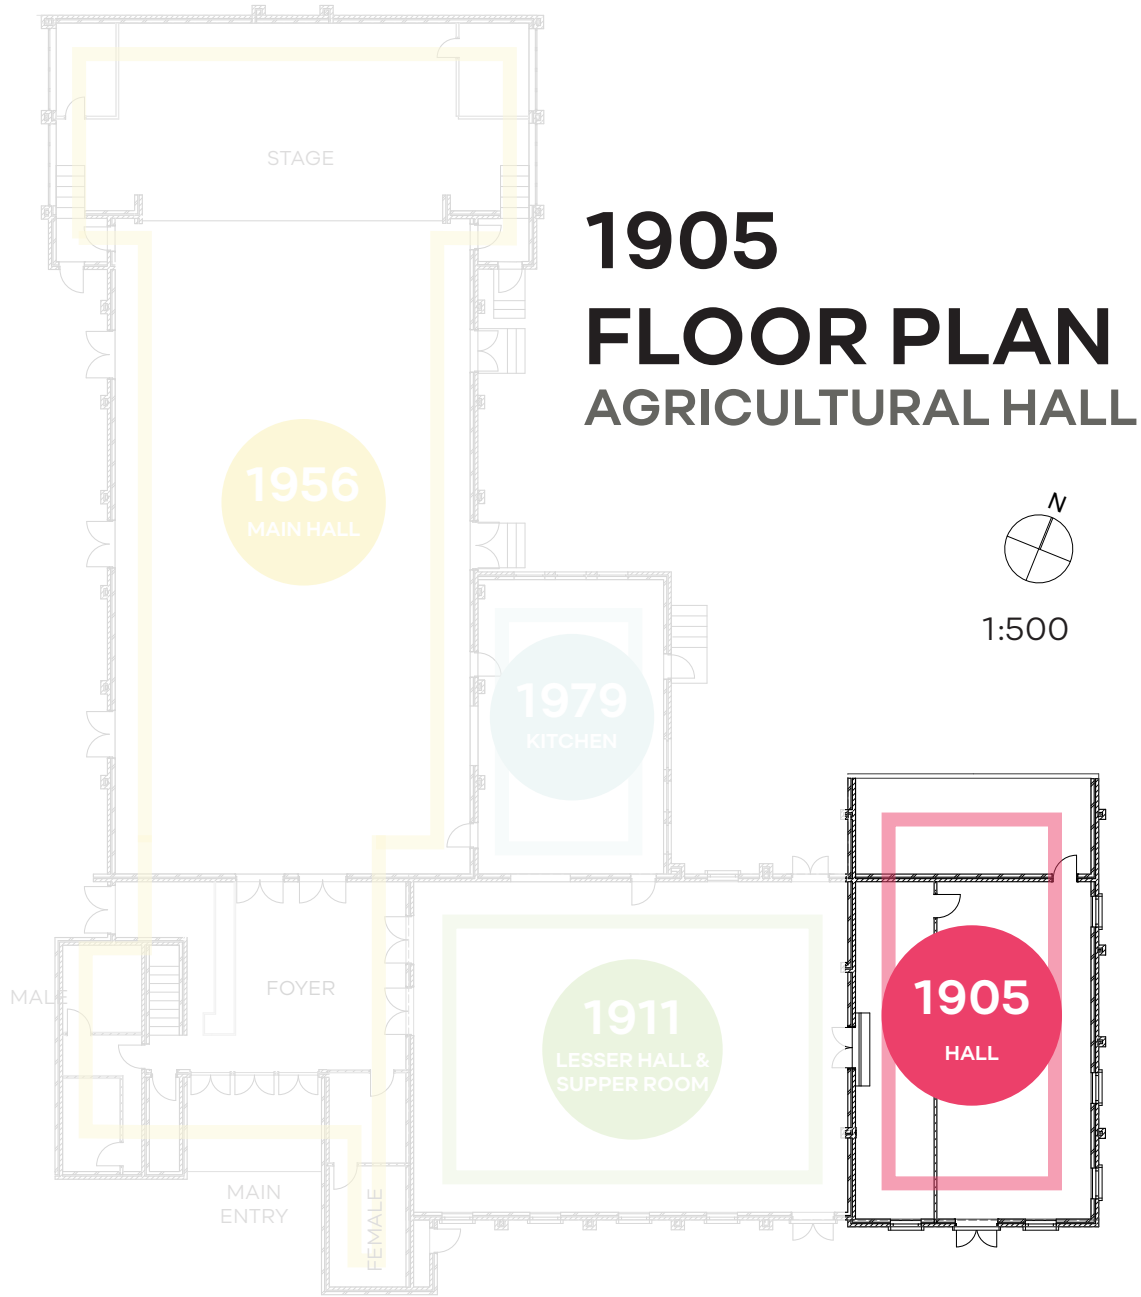 STAGE
1905
FLOOR PLAN
AGRICULTURAL HALL
1956
MAIN HALL
N
1:500
1979
KITCHEN
MALE
FOYER
1911
LESSER HALL &
SUPPER ROOM
1905
HALL
MAIN
ENTRY
FEMALE